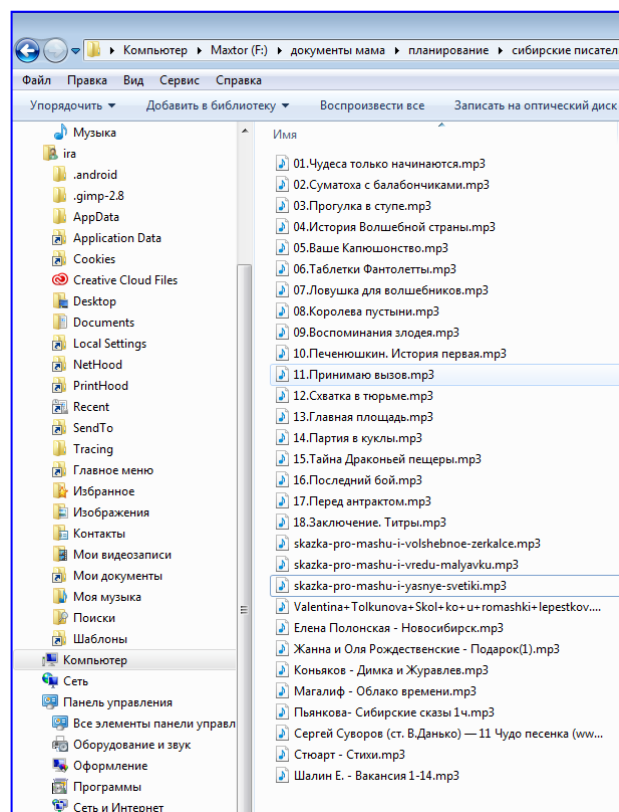 Компьютер ▸ Maxtor (F:) ▸ документы мама ▸ планирование ▸ сибирские писател
Файл Правка Вид Сервис Справка
Упорядочить Добавить в библиотеку Воспроизвести все Записать на оптический диск
Музыка
ira
.android
.gimp-2.8
AppData
Application Data
Cookies
Creative Cloud Files
Desktop
Documents
Local Settings
NetHood
PrintHood
Recent
SendTo
Tracing
Главное меню
Избранное
Изображения
Контакты
Мои видеозаписи
Мои документы
Моя музыка
Поиски
Шаблоны
Компьютер
Сеть
Панель управления
Все элементы панели управл
Оборудование и звук
Оформление
Программы
Сеть и Интернет
Имя
01.Чудеса только начинаются.mp3
02.Суматоха с балабончиками.mp3
03.Прогулка в ступе.mp3
04.История Волшебной страны.mp3
05.Ваше Капюшонство.mp3
06.Таблетки Фантолетты.mp3
07.Ловушка для волшебников.mp3
08.Королева пустыни.mp3
09.Воспоминания злодея.mp3
10.Печенюшкин. История первая.mp3
11.Принимаю вызов.mp3
12.Схватка в тюрьме.mp3
13.Главная площадь.mp3
14.Партия в куклы.mp3
15.Тайна Драконьей пещеры.mp3
16.Последний бой.mp3
17.Перед антрактом.mp3
18.Заключение. Титры.mp3
skazka-pro-mashu-i-volshebnoe-zerkalce.mp3
skazka-pro-mashu-i-vredu-malyavku.mp3
skazka-pro-mashu-i-yasnye-svetiki.mp3
Valentina+Tolkunova+Skol+ko+u+romashki+lepestkov....
Елена Полонская - Новосибирск.mp3
Жанна и Оля Рождественские - Подарок(1).mp3
Коньяков - Димка и Журавлев.mp3
Магалиф - Облако времени.mp3
Пьянкова- Сибирские сказы 1ч.mp3
Сергей Суворов (ст. В.Данько) — 11 Чудо песенка (ww...
Стюарт - Стихи.mp3
Шалин Е. - Вакансия 1-14.mp3